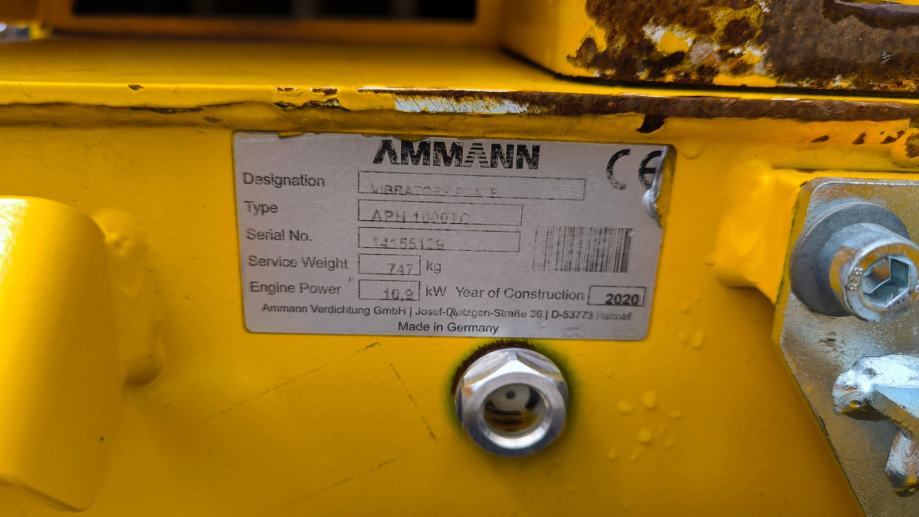 AMMANN
CE
Designation VIBRATORY PLATE
Type APH 1000TC
Serial No. 14155129
Service Weight 747 kg
Engine Power 16,9 kW Year of Construction 2020
Ammann Verdichtung GmbH | Josef-Dietzgen-Straße 36 | D-53773 Hennef
Made in Germany